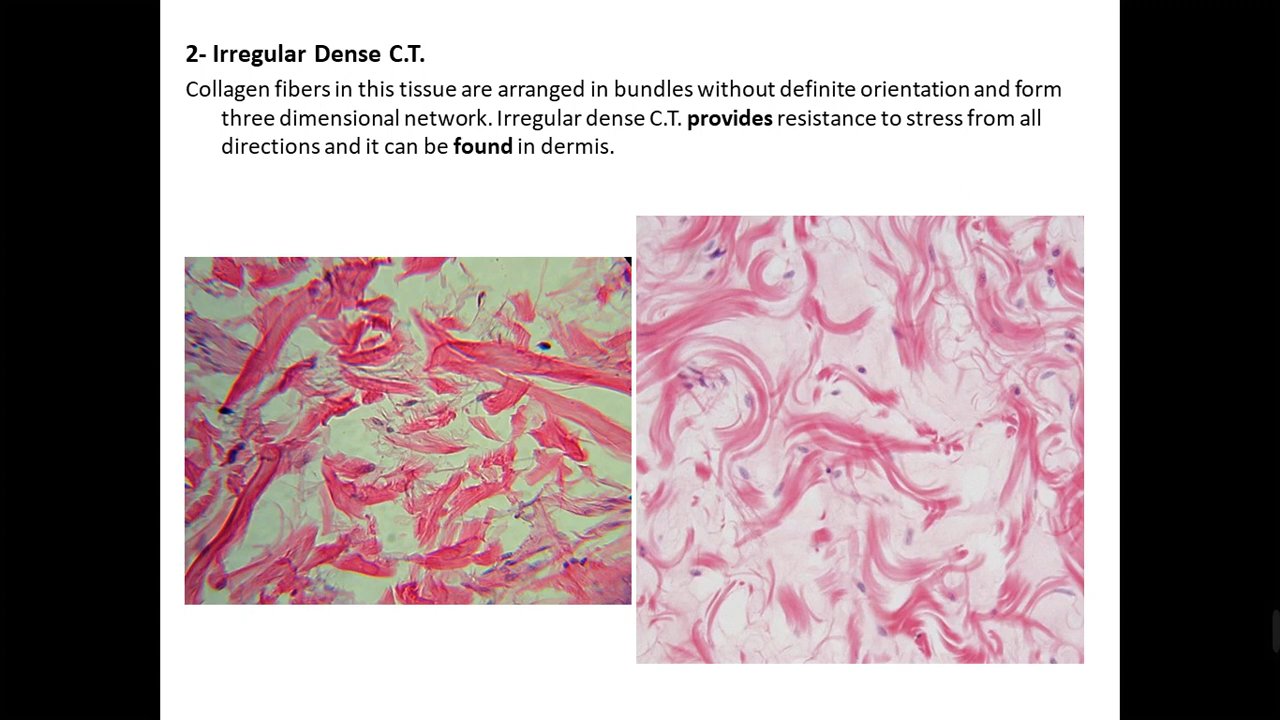 2- Irregular Dense C.T.
Collagen fibers in this tissue are arranged in bundles without definite orientation and form
three dimensional network. Irregular dense C.T. provides resistance to stress from all
directions and it can be found in dermis.